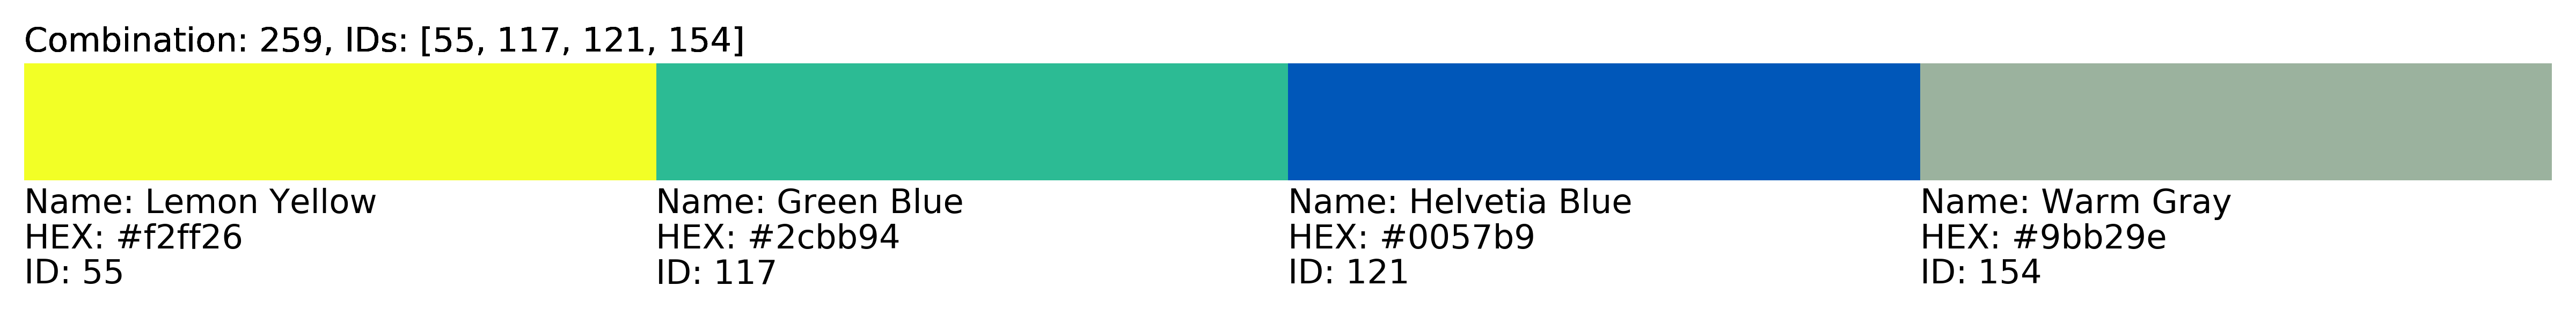 Combination: 259, IDs: [55, 117, 121, 154]
Name: Lemon Yellow
HEX: #f2ff26
ID: 55
Name: Green Blue
HEX: #2cbb94
ID: 117
Name: Helvetia Blue
HEX: #0057b9
ID: 121
Name: Warm Gray
HEX: #9bb29e
ID: 154